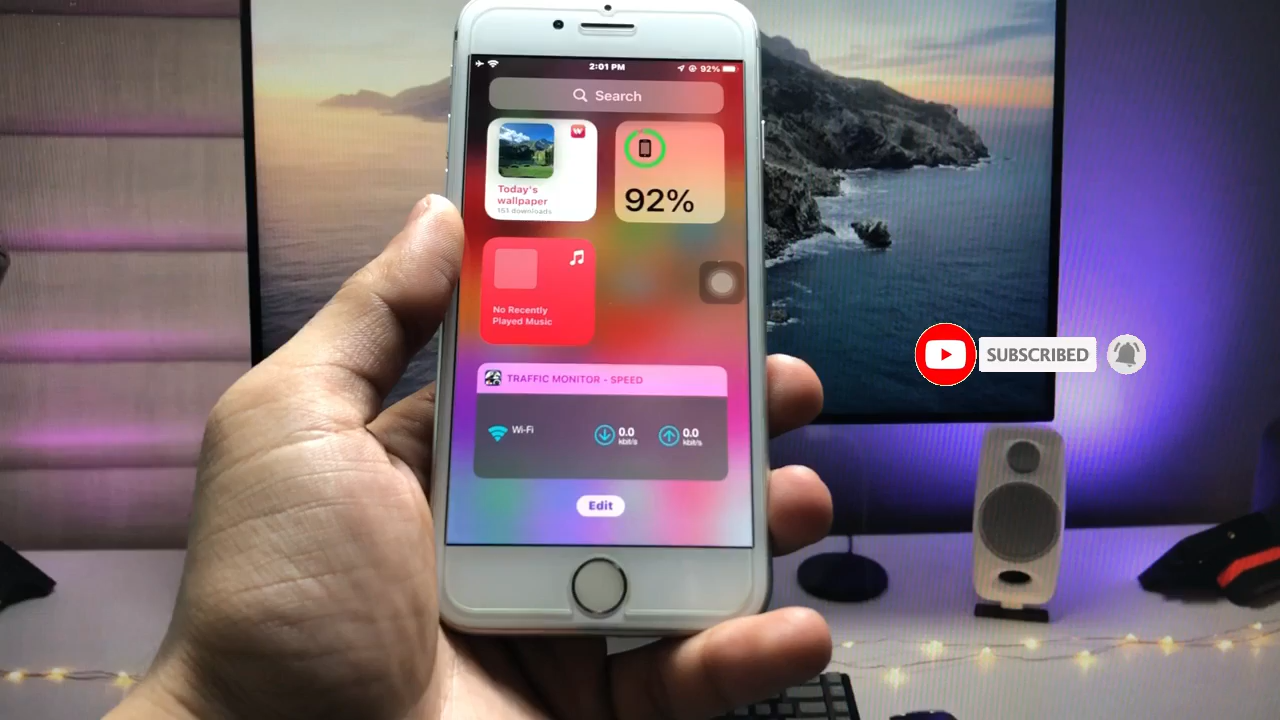 2:01 PM
92%
Search
W
Today's
wallpaper
151 downloads
92%
No Recently
Played Music
TRAFFIC MONITOR - SPEED
Wi-Fi
0.0
kbit/s
0.0
kbit/s
Edit
SUBSCRIBED